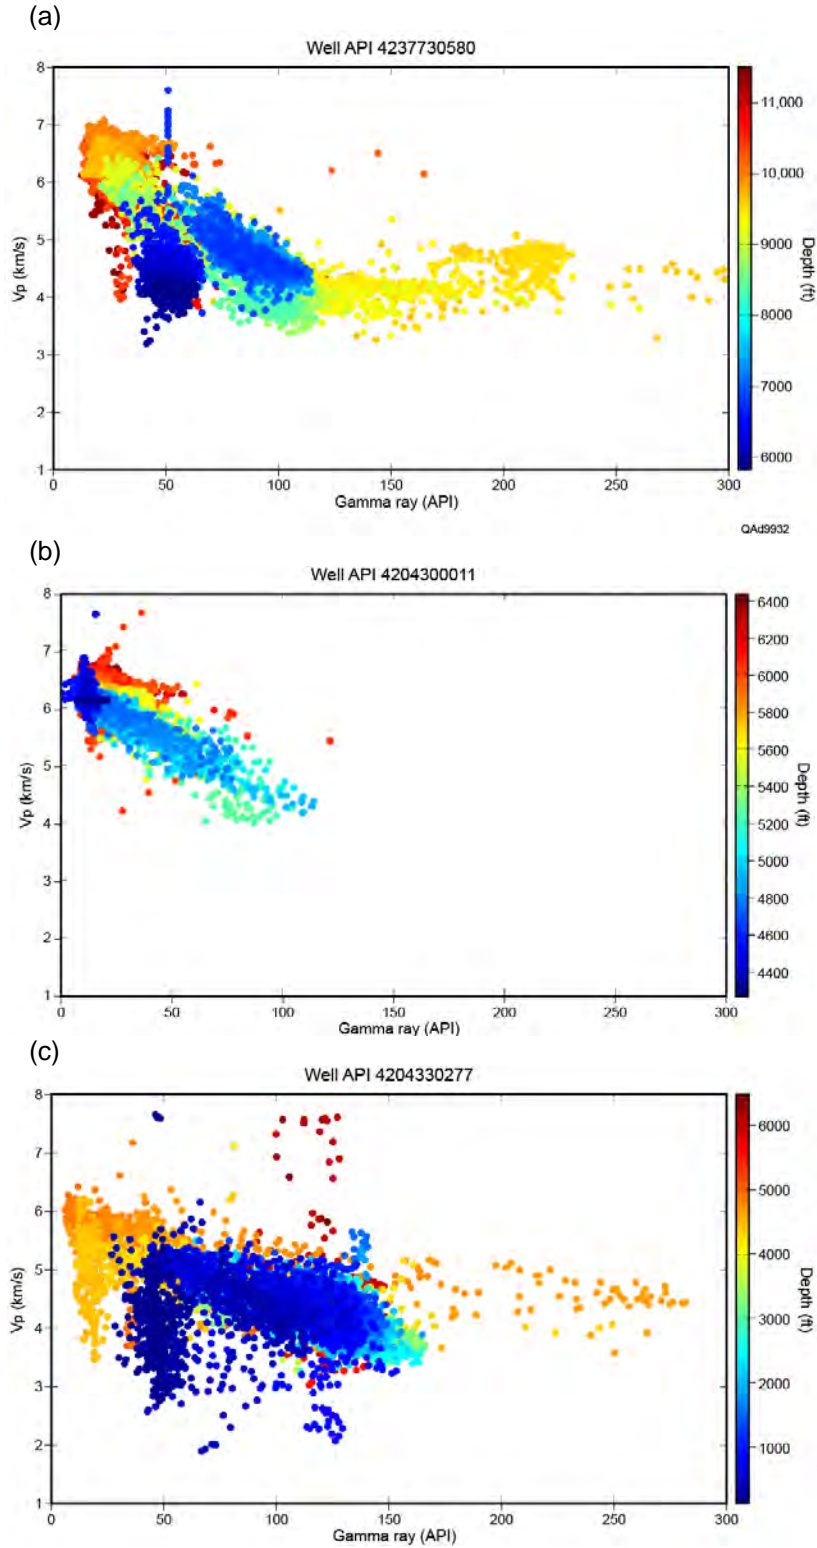 (a)
Well API 4237730580
8
7
6
5
4
3
2
1
Vp (km/s)
0 50 100 150 200 250 300
Gamma ray (API)
11,000
10,000
9000
8000
7000
6000
Depth (ft)
QAd9932
(b)
Well API 4204300011
8
7
6
5
4
3
2
1
Vp (km/s)
0 50 100 150 200 250 300
Gamma ray (API)
6400
6200
6000
5800
5600
5400
5200
5000
4800
4600
4400
Depth (ft)
(c)
Well API 4204330277
8
7
6
5
4
3
2
1
Vp (km/s)
0 50 100 150 200 250 300
Gamma ray (API)
6000
5000
4000
3000
2000
1000
Depth (ft)